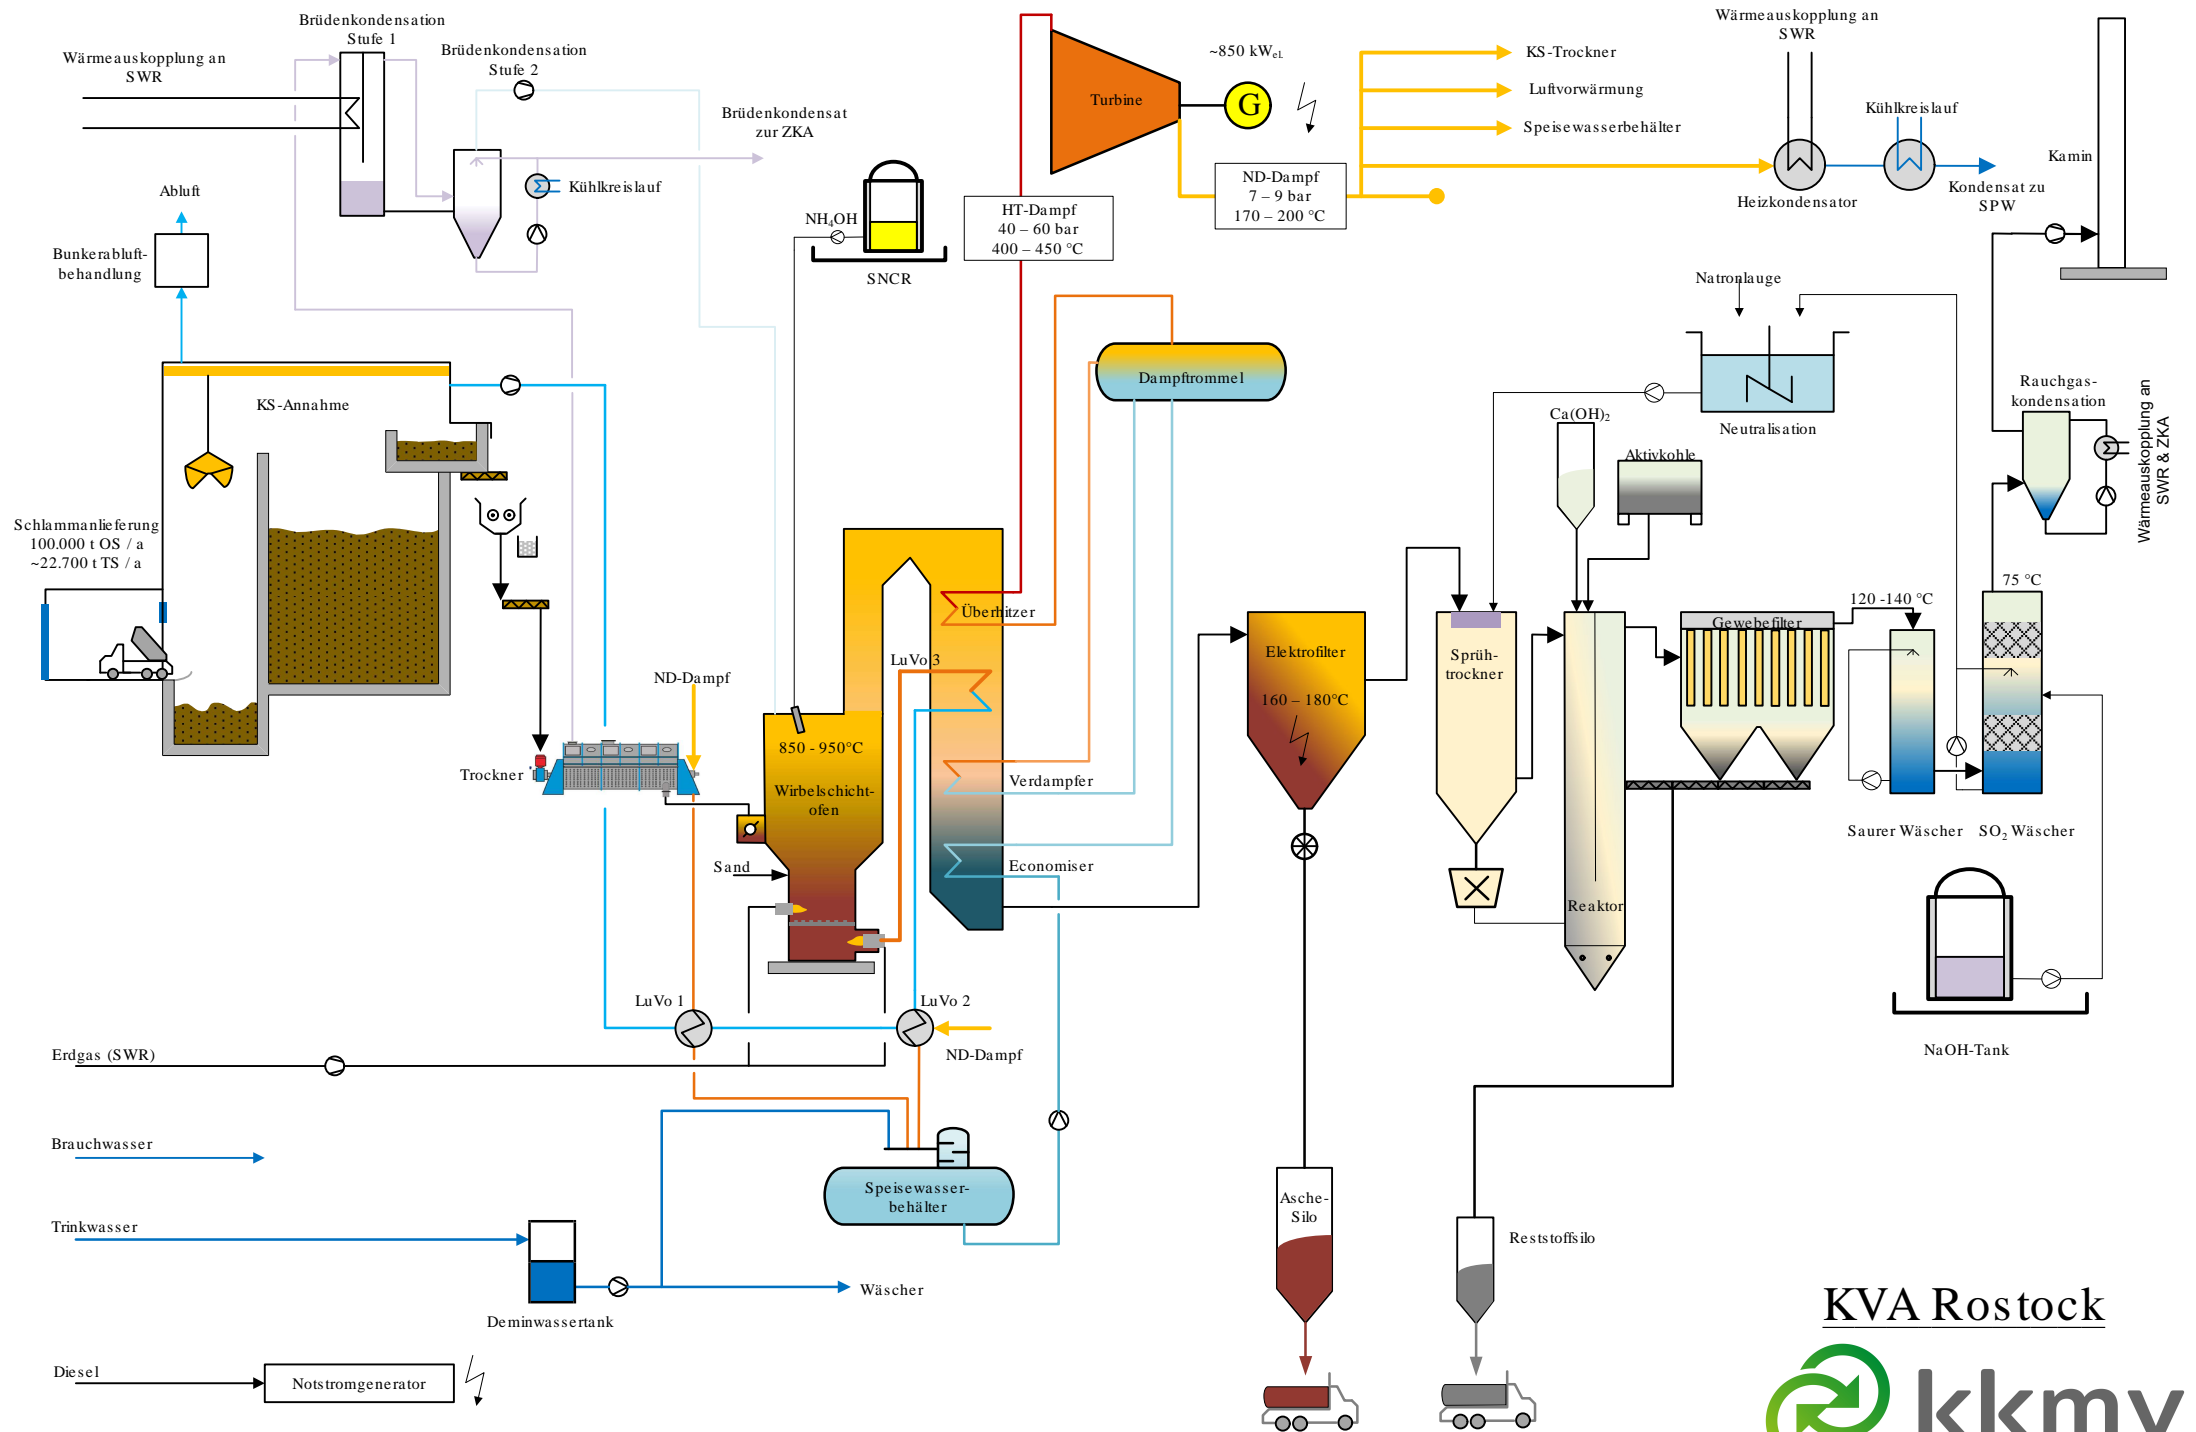 Brüdenkondensation
Stufe 1
Wärmeauskopplung an
SWR
Brüdenkondensation
Stufe 2
Brüdenkondensat
zur ZKA
Kühlkreislauf
Abluft
Bunkerabluft-
behandlung
NH₄OH
SNCR
~850 kWel.
Turbine
G
HT-Dampf
40 – 60 bar
400 – 450 °C
ND-Dampf
7 – 9 bar
170 – 200 °C
KS-Trockner
Luftvorwärmung
Speisewasserbehälter
Wärmeauskopplung an
SWR
Kühlkreislauf
Heizkondensator
Kondensat zu
SPW
Kamin
Natronlauge
Neutralisation
Rauchgas-
kondensation
Wärmeauskopplung an
SWR & ZKA
KS-Annahme
Schlammanlieferung
100.000 t OS / a
~22.700 t TS / a
Dampftrommel
Ca(OH)₂
Aktivkohle
Überhitzer
LuVo 3
ND-Dampf
Trockner
850 - 950°C
Wirbelschicht-
ofen
Verdampfer
Economiser
Sand
Elektrofilter
160 – 180°C
Sprüh-
trockner
Reaktor
Gewebefilter
120 -140 °C
75 °C
Saurer Wäscher
SO₂ Wäscher
NaOH-Tank
LuVo 1
LuVo 2
ND-Dampf
Erdgas (SWR)
Brauchwasser
Trinkwasser
Deminwassertank
Wäscher
Speisewasser-
behälter
Asche-
Silo
Reststoffsilo
Diesel
Notstromgenerator
KVA Rostock
kkmv